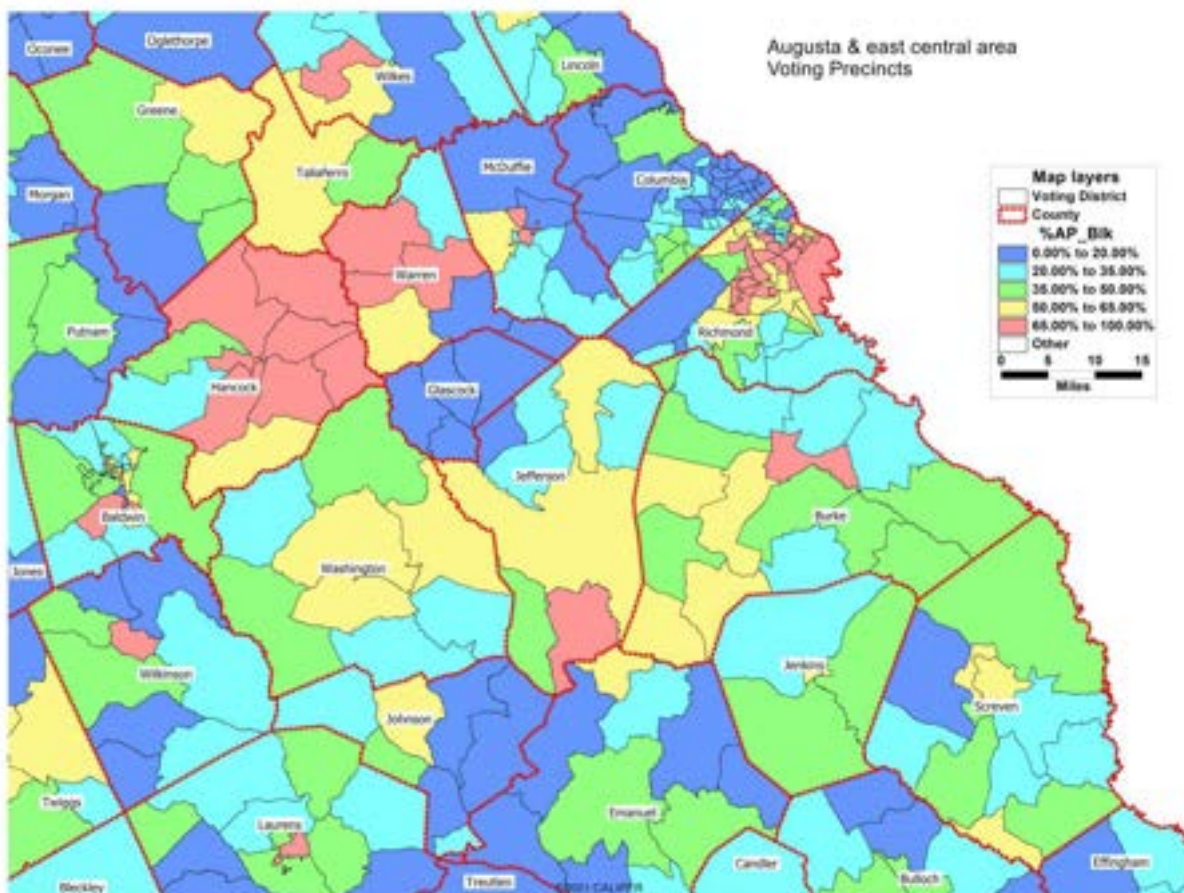 Augusta & east central area
Voting Precincts
Oconee
Oglethorpe
Wilkes
Lincoln
Greene
Taliaferro
McDuffie
Columbia
Morgan
Warren
Putnam
Richmond
Hancock
Glascock
Jefferson
Baldwin
Burke
Jones
Washington
Wilkinson
Jenkins
Screven
Johnson
Twiggs
Laurens
Emanuel
Bleckley
Treutlen
Candler
Bulloch
Effingham
Map layers
Voting District
County
%AP_Blk
0.00% to 20.00%
20.00% to 35.00%
35.00% to 50.00%
50.00% to 65.00%
65.00% to 100.00%
Other
0 5 10 15
Miles
©2021 CALIPER